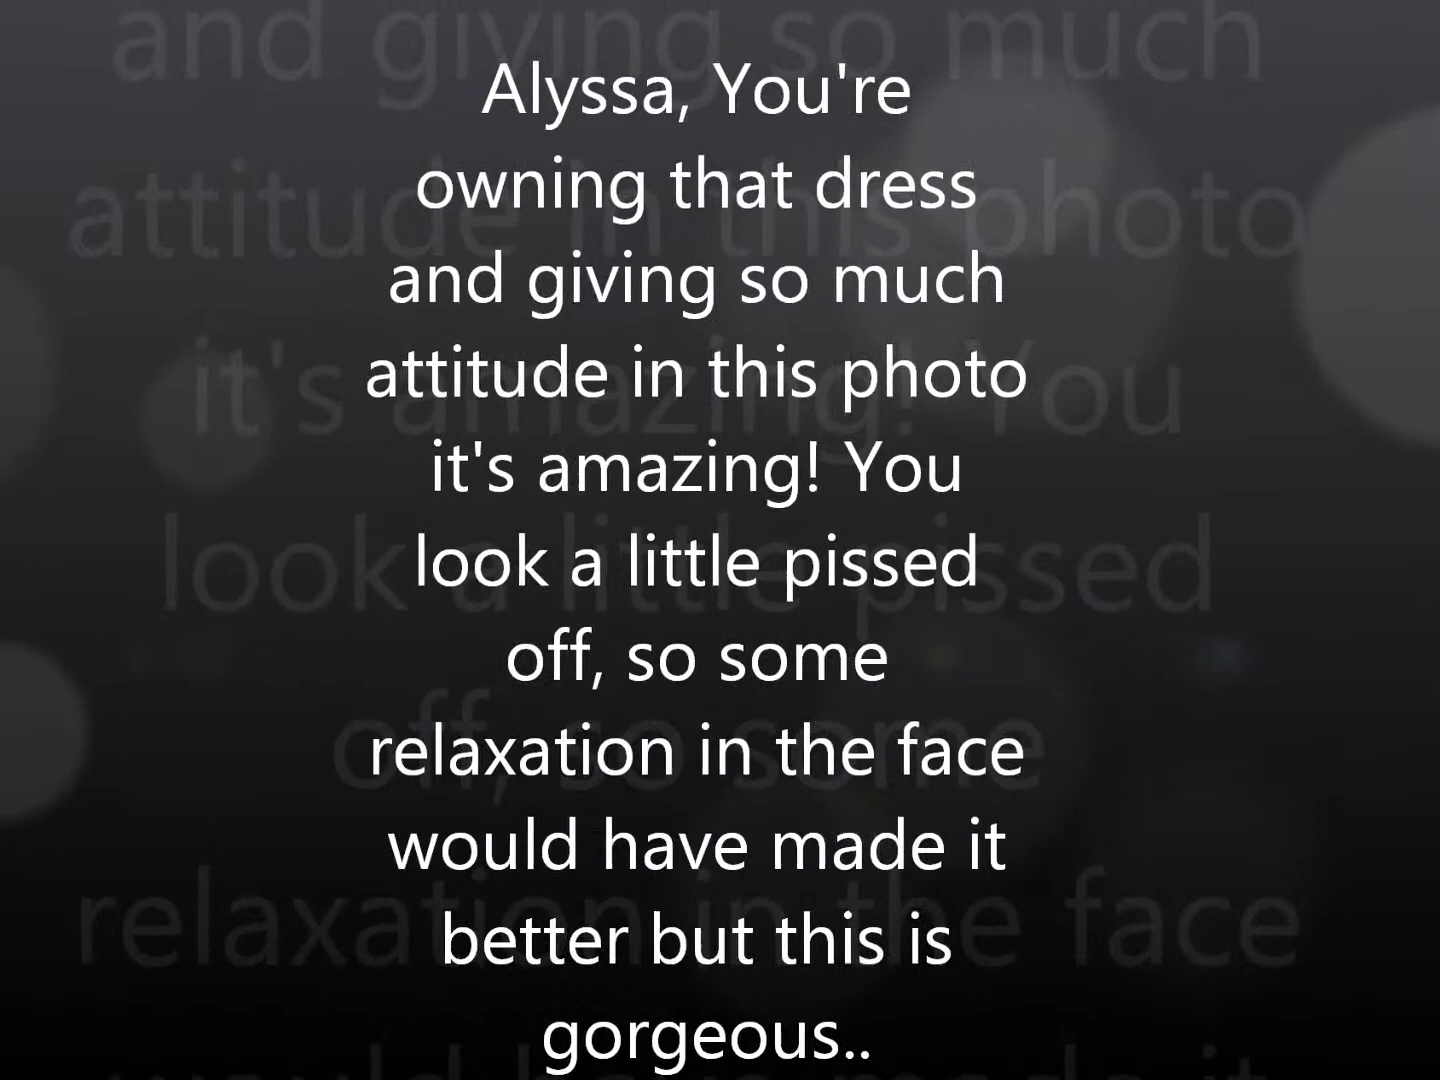 Alyssa, You're
owning that dress
and giving so much
attitude in this photo
it's amazing! You
look a little pissed
off, so some
relaxation in the face
would have made it
better but this is
gorgeous..